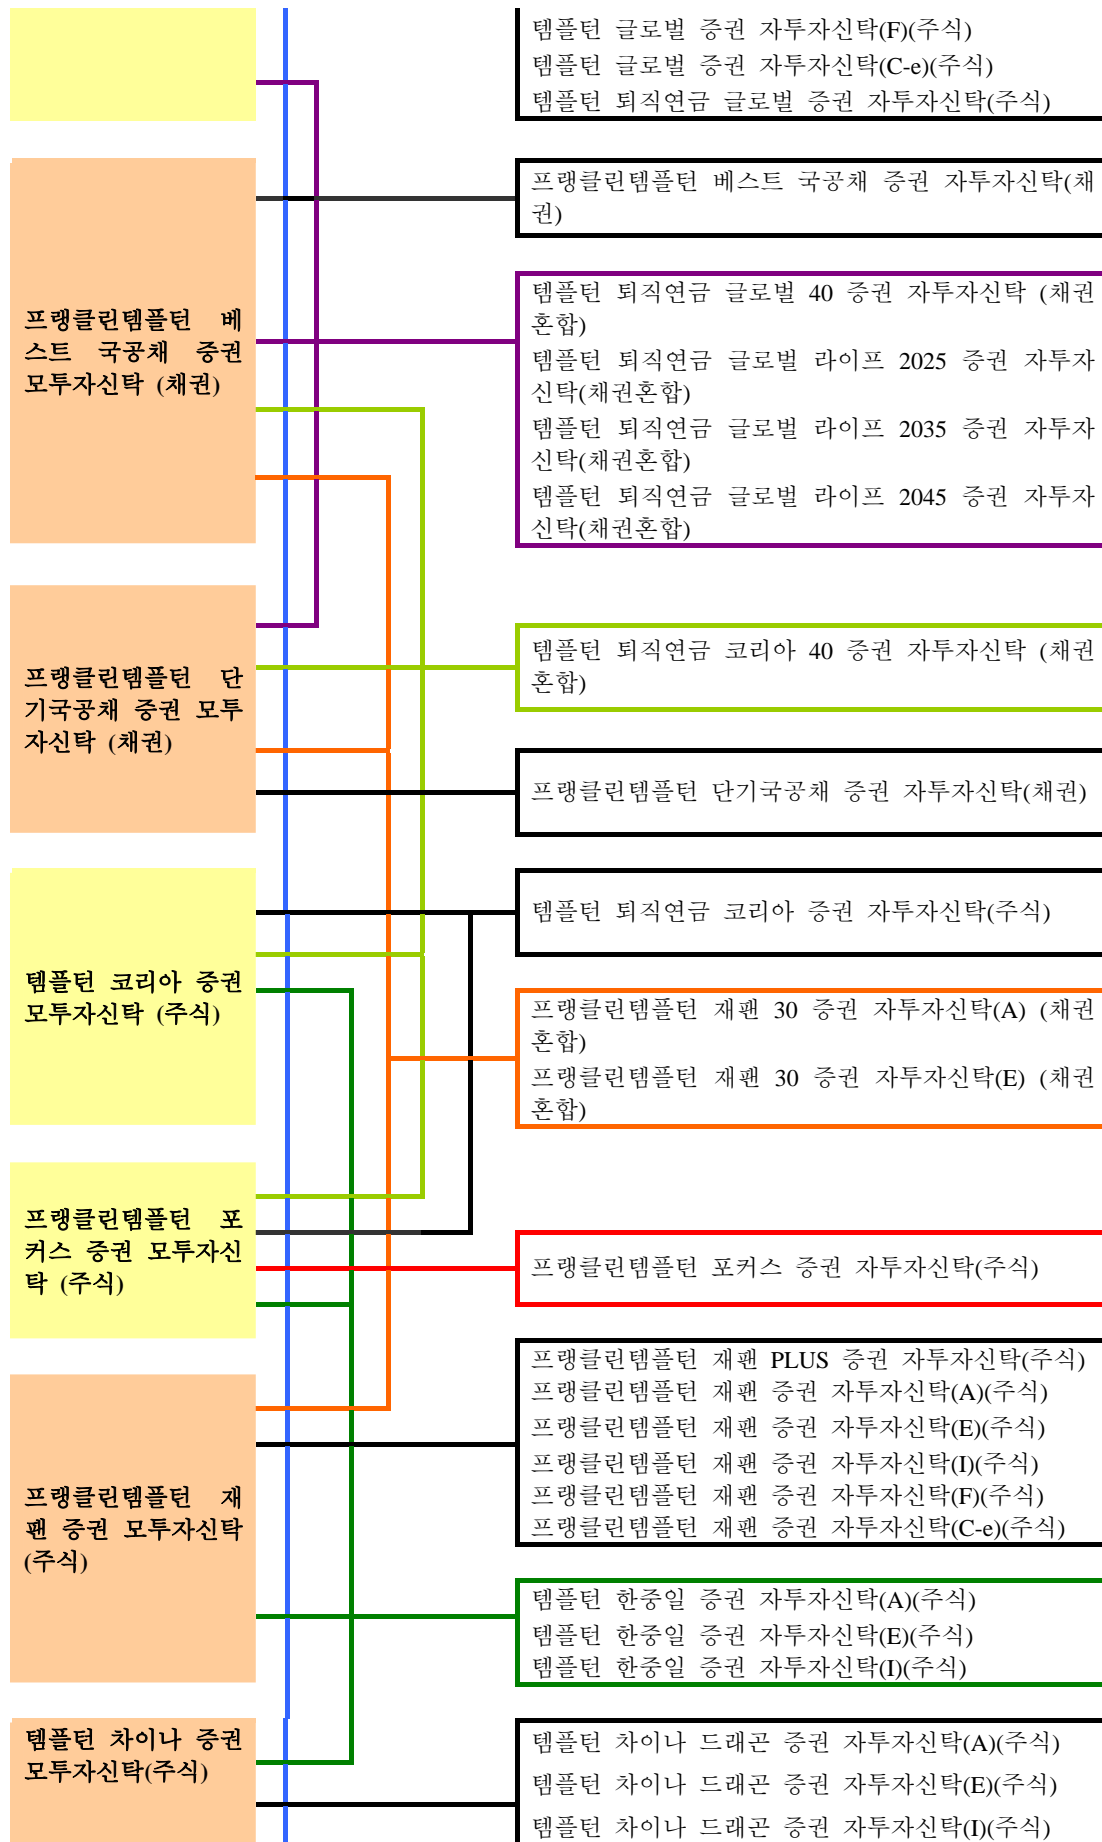 템플턴 글로벌 증권 자투자신탁(F)(주식)
템플턴 글로벌 증권 자투자신탁(C-e)(주식)
템플턴 퇴직연금 글로벌 증권 자투자신탁(주식)
프랭클린템플턴 베스트 국공채 증권 자투자신탁(채
권)
프랭클린템플턴 베
스트 국공채 증권
모투자신탁 (채권)
템플턴 퇴직연금 글로벌 40 증권 자투자신탁 (채권
혼합)
템플턴 퇴직연금 글로벌 라이프 2025 증권 자투자
신탁(채권혼합)
템플턴 퇴직연금 글로벌 라이프 2035 증권 자투자
신탁(채권혼합)
템플턴 퇴직연금 글로벌 라이프 2045 증권 자투자
신탁(채권혼합)
프랭클린템플턴 단
기국공채 증권 모투
자신탁 (채권)
템플턴 퇴직연금 코리아 40 증권 자투자신탁 (채권
혼합)
프랭클린템플턴 단기국공채 증권 자투자신탁(채권)
템플턴 코리아 증권
모투자신탁 (주식)
템플턴 퇴직연금 코리아 증권 자투자신탁(주식)
프랭클린템플턴 재팬 30 증권 자투자신탁(A) (채권
혼합)
프랭클린템플턴 재팬 30 증권 자투자신탁(E) (채권
혼합)
프랭클린템플턴 포
커스 증권 모투자신
탁 (주식)
프랭클린템플턴 포커스 증권 자투자신탁(주식)
프랭클린템플턴 재
팬 증권 모투자신탁
(주식)
프랭클린템플턴 재팬 PLUS 증권 자투자신탁(주식)
프랭클린템플턴 재팬 증권 자투자신탁(A)(주식)
프랭클린템플턴 재팬 증권 자투자신탁(E)(주식)
프랭클린템플턴 재팬 증권 자투자신탁(I)(주식)
프랭클린템플턴 재팬 증권 자투자신탁(F)(주식)
프랭클린템플턴 재팬 증권 자투자신탁(C-e)(주식)
템플턴 한중일 증권 자투자신탁(A)(주식)
템플턴 한중일 증권 자투자신탁(E)(주식)
템플턴 한중일 증권 자투자신탁(I)(주식)
템플턴 차이나 증권
모투자신탁(주식)
템플턴 차이나 드래곤 증권 자투자신탁(A)(주식)
템플턴 차이나 드래곤 증권 자투자신탁(E)(주식)
템플턴 차이나 드래곤 증권 자투자신탁(I)(주식)